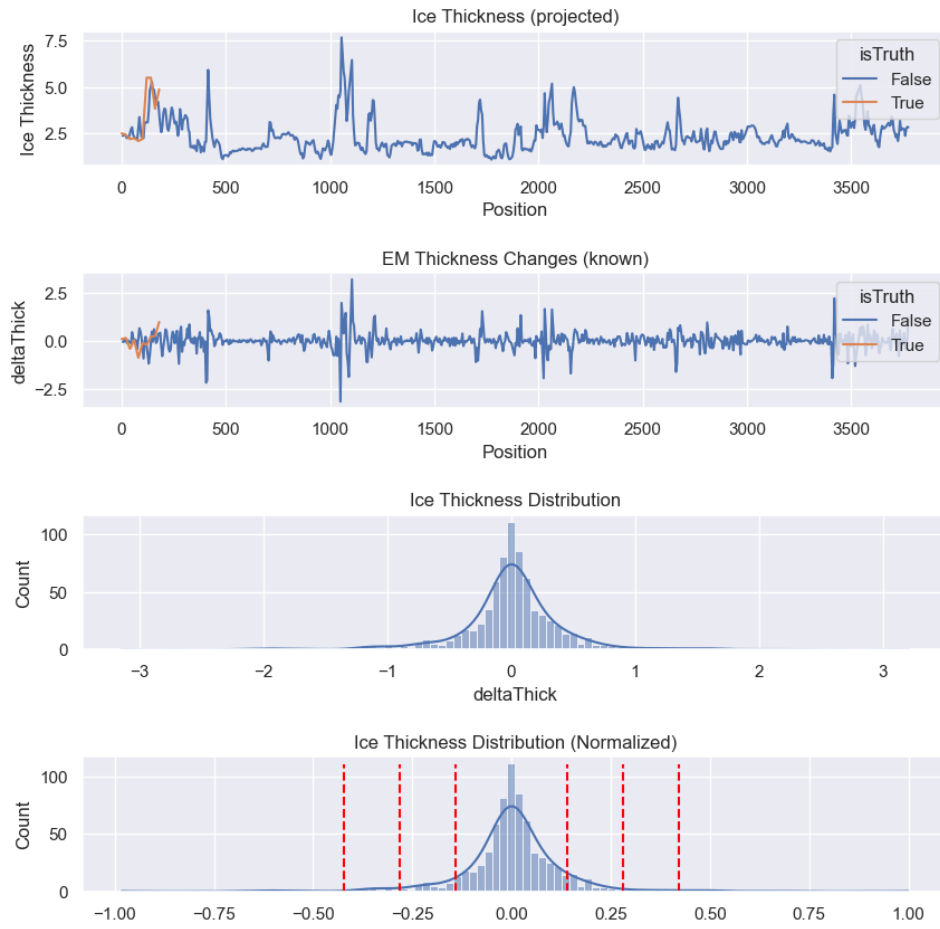 Ice Thickness (projected)
Ice Thickness
7.5
5.0
2.5
isTruth
False
True
0
500
1000
1500
2000
2500
3000
3500
Position
EM Thickness Changes (known)
deltaThick
2.5
0.0
−2.5
isTruth
False
True
0
500
1000
1500
2000
2500
3000
3500
Position
Ice Thickness Distribution
Count
100
50
0
−3
−2
−1
0
1
2
3
deltaThick
Ice Thickness Distribution (Normalized)
Count
100
50
0
−1.00
−0.75
−0.50
−0.25
0.00
0.25
0.50
0.75
1.00